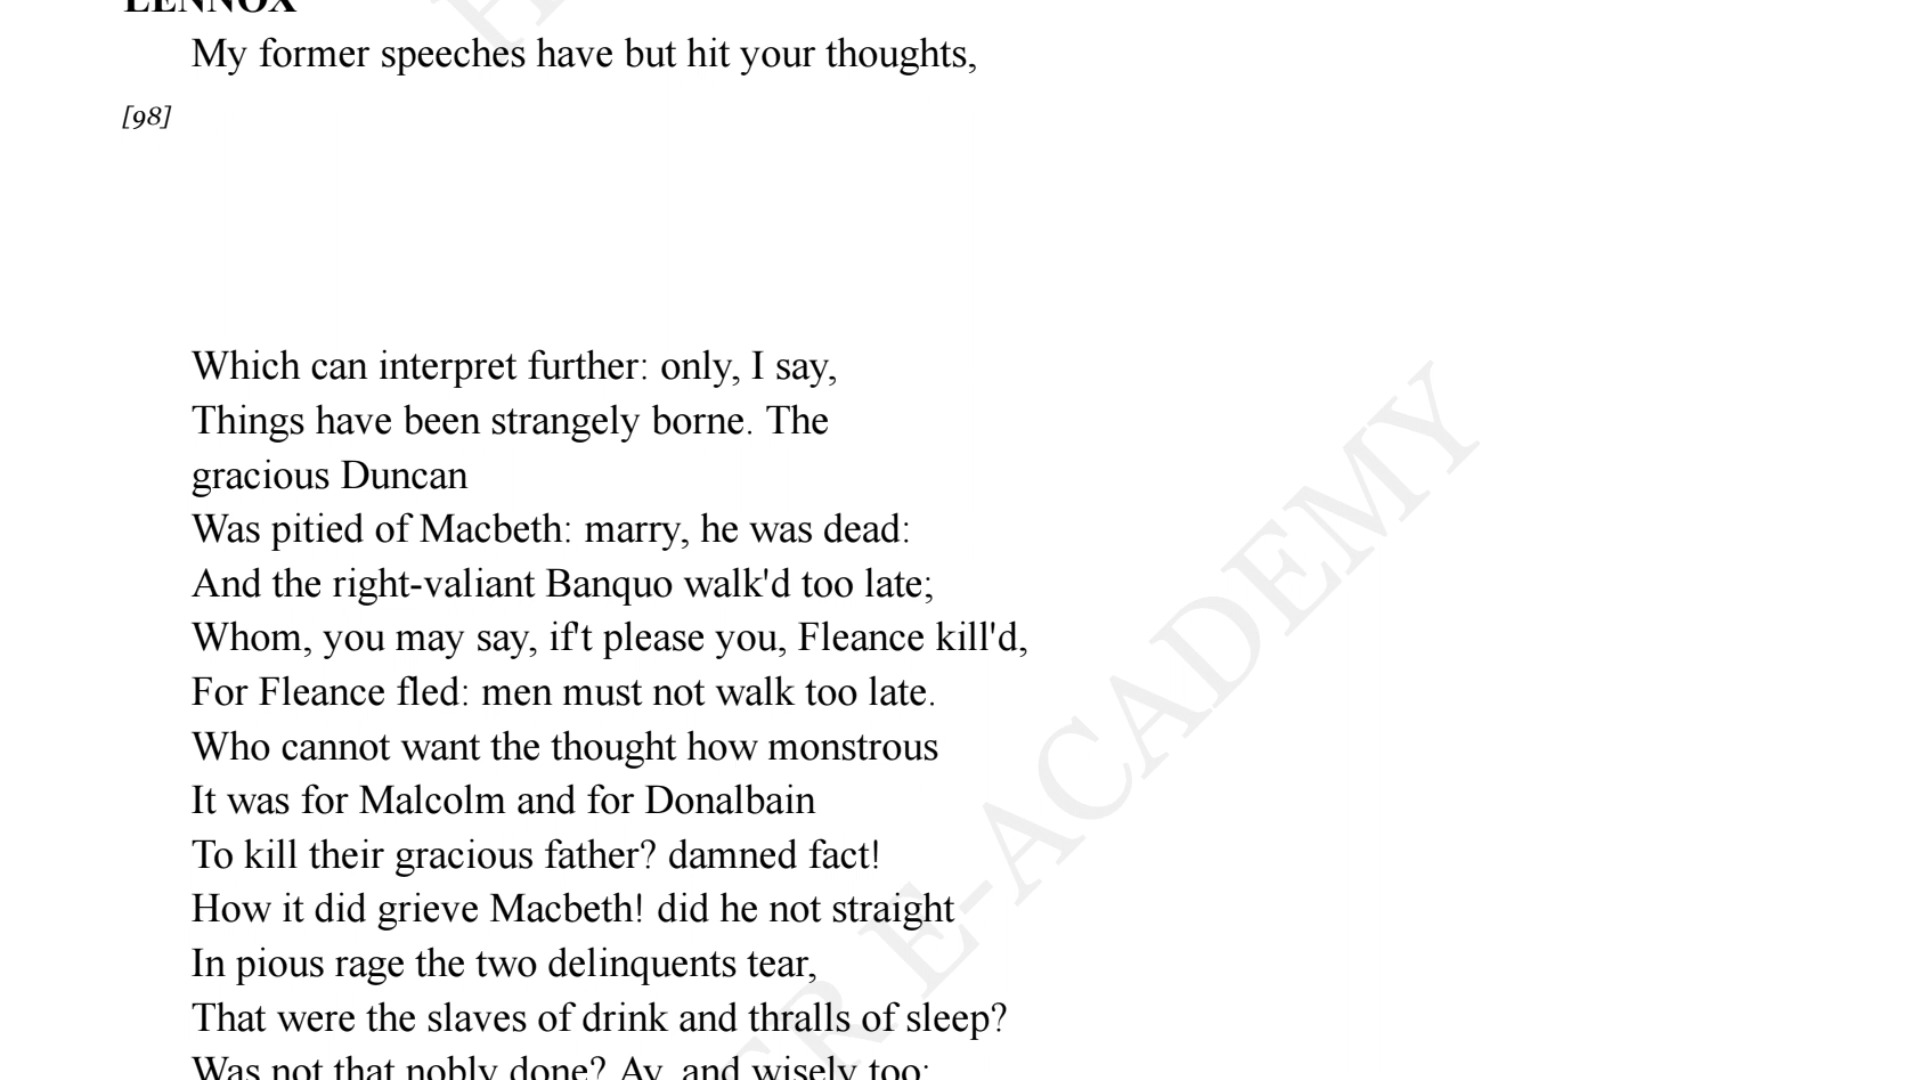 LENNOX
My former speeches have but hit your thoughts,
[98]
Which can interpret further: only, I say,
Things have been strangely borne. The
gracious Duncan
Was pitied of Macbeth: marry, he was dead:
And the right-valiant Banquo walk'd too late;
Whom, you may say, if't please you, Fleance kill'd,
For Fleance fled: men must not walk too late.
Who cannot want the thought how monstrous
It was for Malcolm and for Donalbain
To kill their gracious father? damned fact!
How it did grieve Macbeth! did he not straight
In pious rage the two delinquents tear,
That were the slaves of drink and thralls of sleep?
Was not that nobly done? Ay, and wisely too;
E-ACADEMY